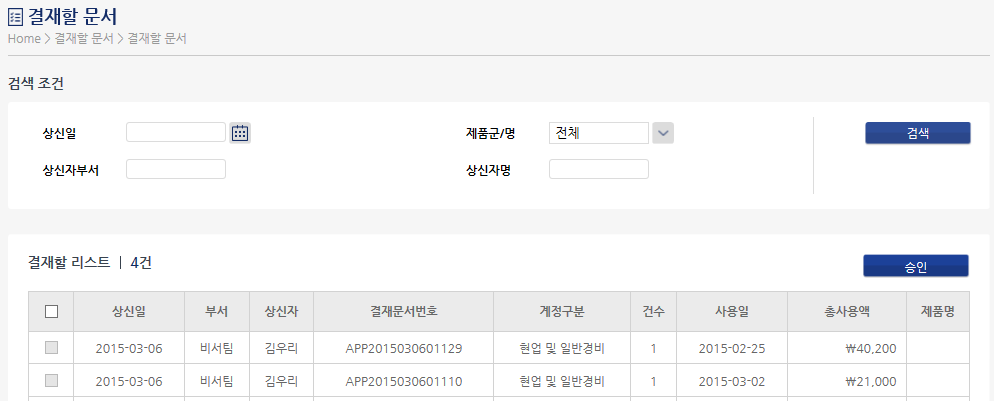 결재할 문서
Home > 결재할 문서 > 결재할 문서
검색 조건
상신일 제품군/명 전체 검색
상신자부서 상신자명
결재할 리스트 | 4건
승인
상신일 부서 상신자 결재문서번호 계정구분 건수 사용일 총사용액 제품명
2015-03-06 비서팀 김우리 APP2015030601129 현업 및 일반경비 1 2015-02-25 ₩40,200
2015-03-06 비서팀 김우리 APP2015030601110 현업 및 일반경비 1 2015-03-02 ₩21,000